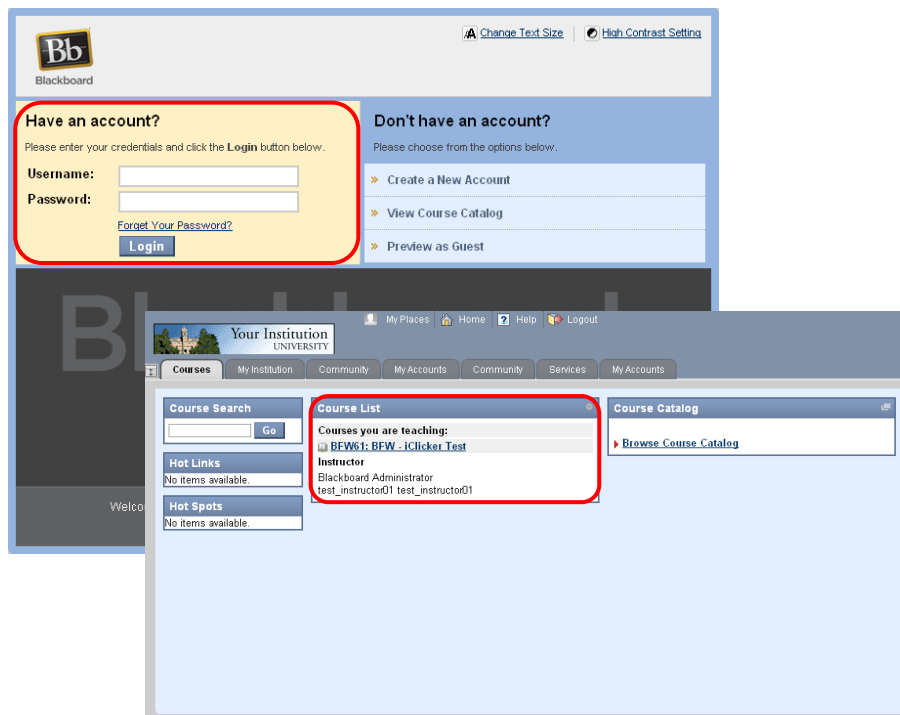 Bb
Blackboard
Change Text Size
High Contrast Setting
Have an account?
Please enter your credentials and click the Login button below.
Username:
Password:
Forget Your Password?
Login
Don't have an account?
Please choose from the options below.
» Create a New Account
» View Course Catalog
» Preview as Guest
Bl
Welco
Your Institution
UNIVERSITY
My Places
Home
? Help
Logout
Courses
My Institution
Community
My Accounts
Community
Services
My Accounts
Course Search
Go
Hot Links
No items available.
Hot Spots
No items available.
Course List
Courses you are teaching:
BFW61: BFW - iClicker Test
Instructor
Blackboard Administrator
test_instructor01 test_instructor01
Course Catalog
Browse Course Catalog